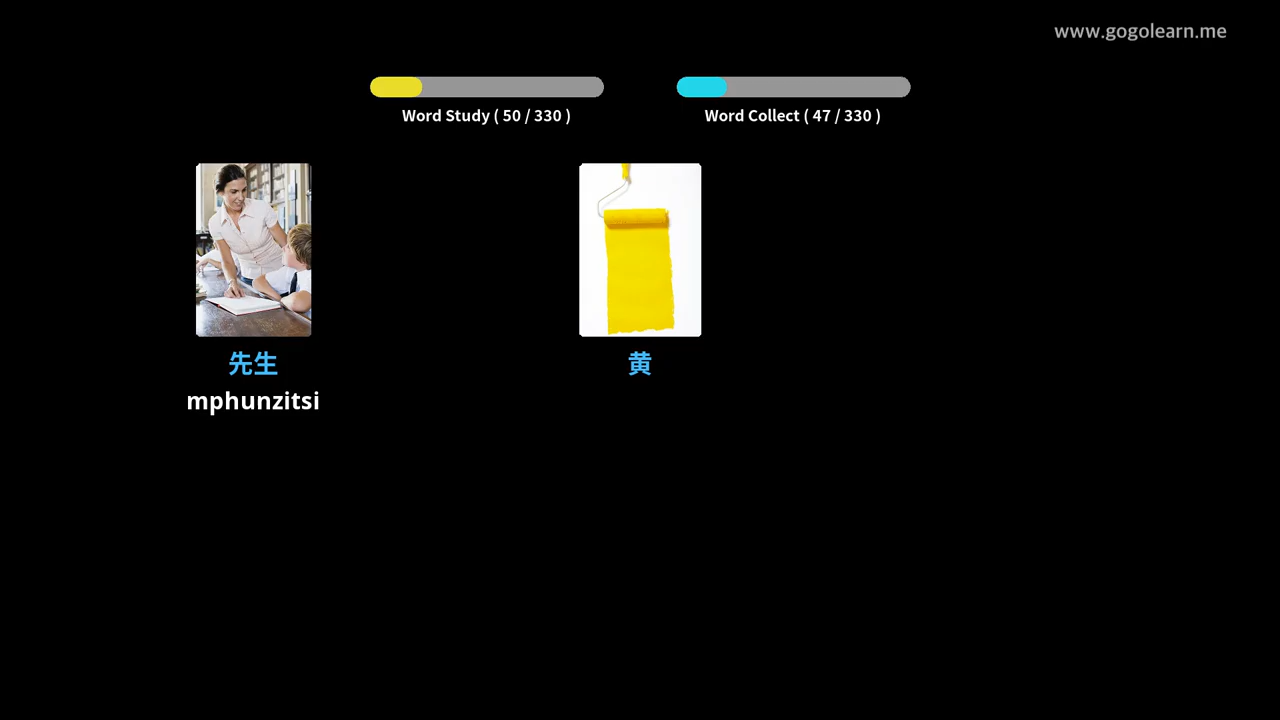 www.gogolearn.me
Word Study ( 50 / 330 )
Word Collect ( 47 / 330 )
先生
mphunzitsi
黄